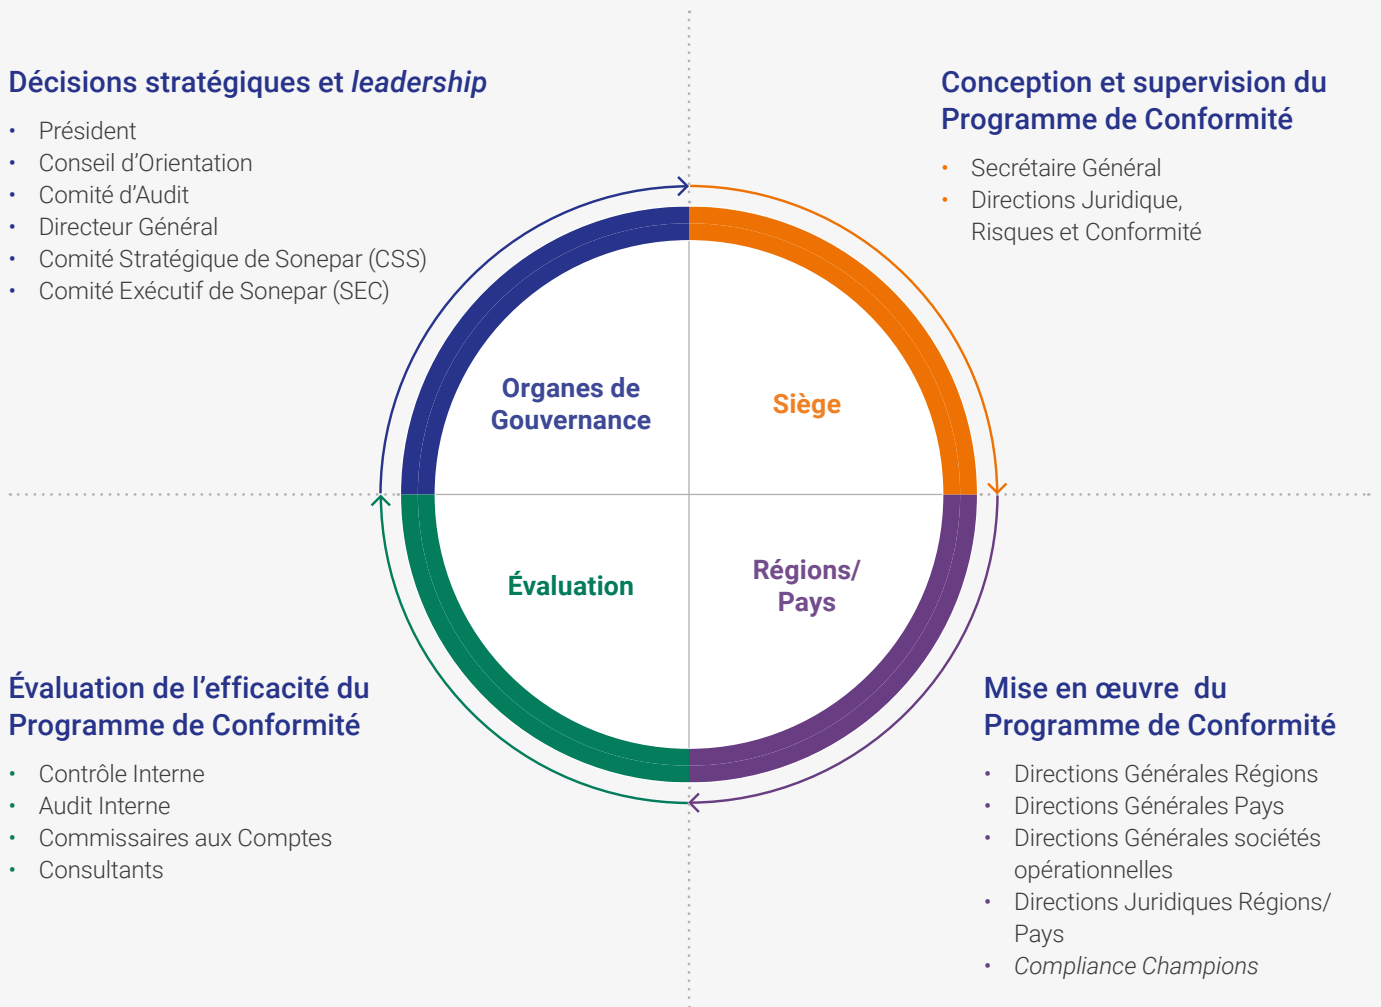 Décisions stratégiques et leadership
• Président
• Conseil d’Orientation
• Comité d’Audit
• Directeur Général
• Comité Stratégique de Sonepar (CSS)
• Comité Exécutif de Sonepar (SEC)
Conception et supervision du
Programme de Conformité
• Secrétaire Général
• Directions Juridique,
Risques et Conformité
Organes de
Gouvernance
Siège
Évaluation
Régions/
Pays
Évaluation de l’efficacité du
Programme de Conformité
• Contrôle Interne
• Audit Interne
• Commissaires aux Comptes
• Consultants
Mise en œuvre du
Programme de Conformité
• Directions Générales Régions
• Directions Générales Pays
• Directions Générales sociétés
opérationnelles
• Directions Juridiques Régions/
Pays
• Compliance Champions